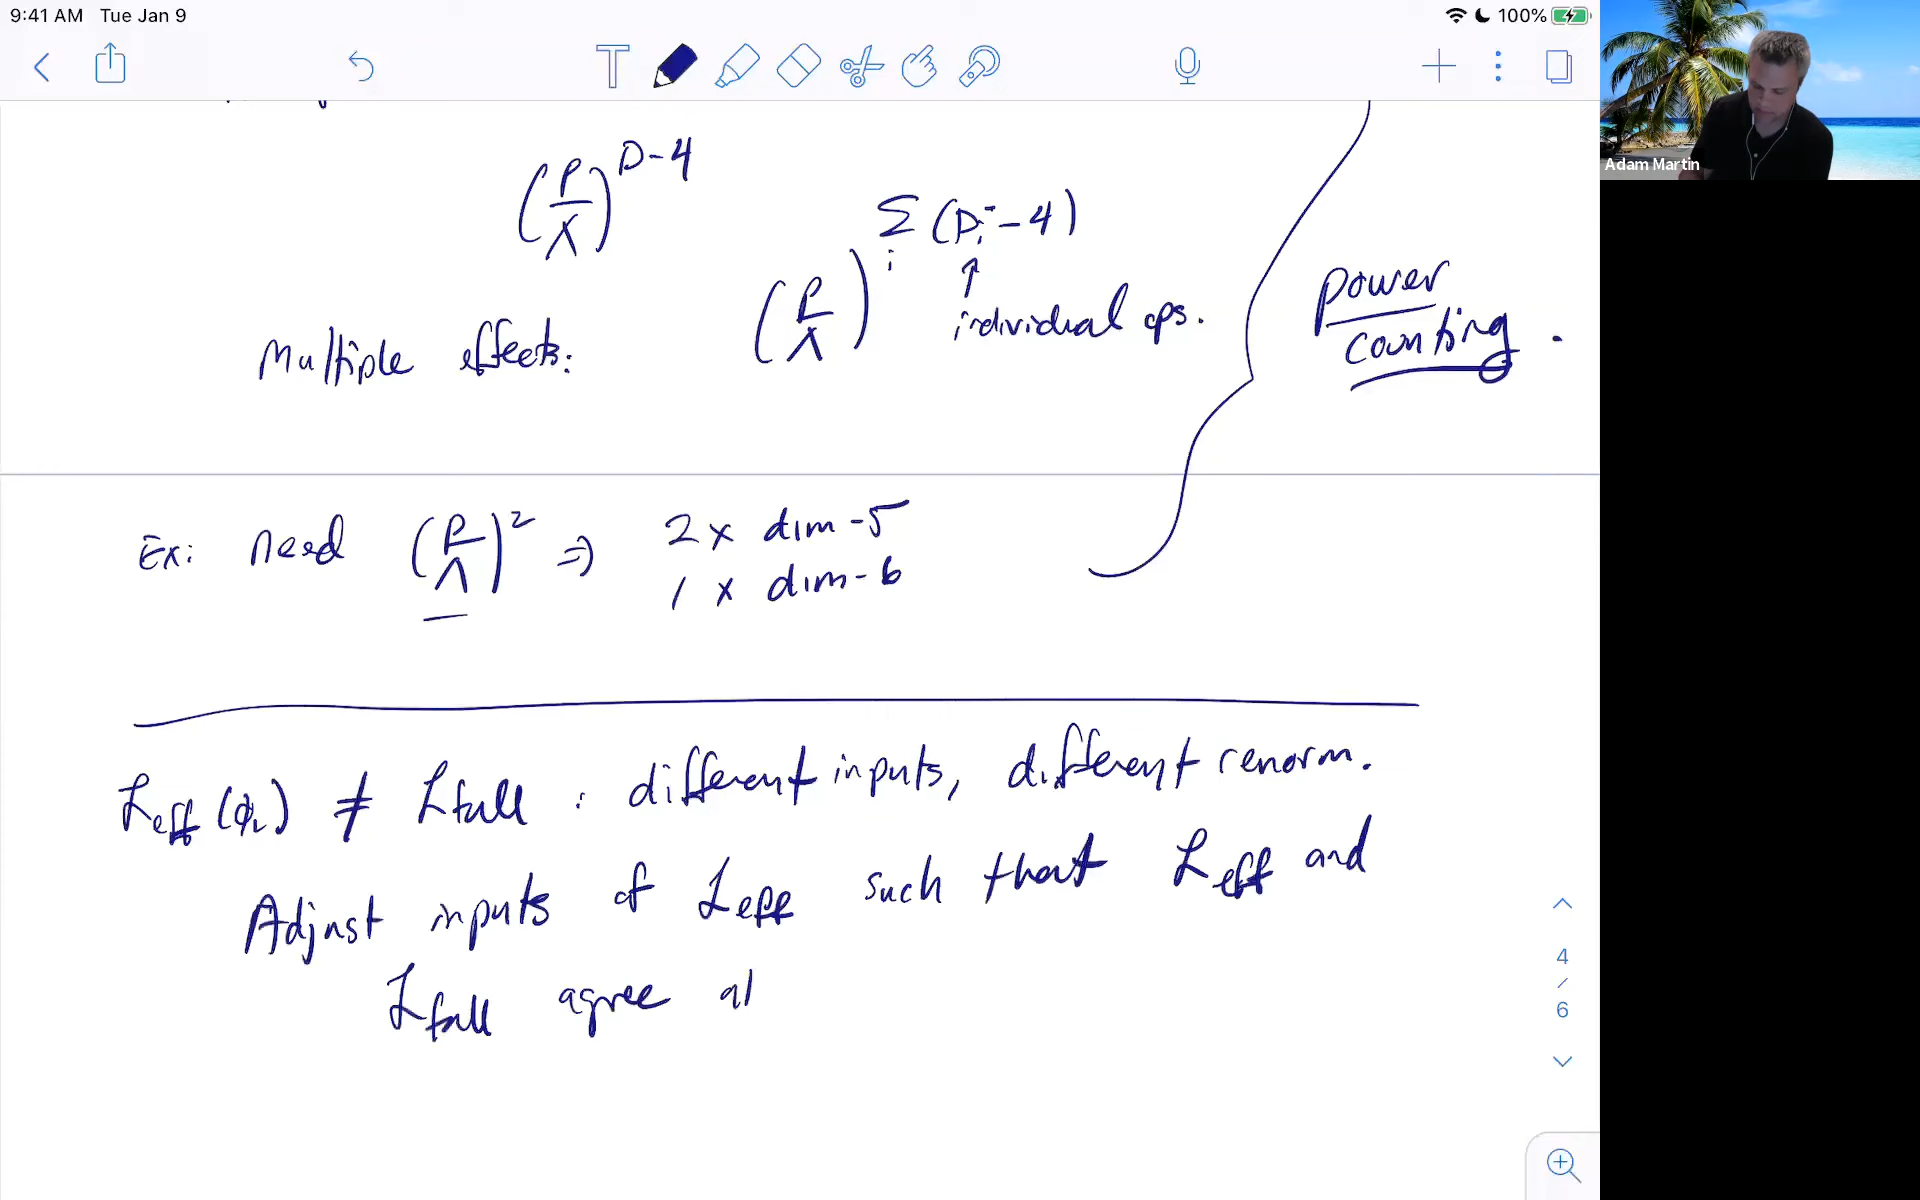 9:41 AM Tue Jan 9
100%
Adam Martin
(P/Λ)^{D-4}
Multiple effects: (P/Λ)^{Σ_i (D_i - 4)}
↑
individual ops.
power
counting.
Ex: need (P/Λ)^2 ⇒ 2 x dim-5
1 x dim-6
L_eff (ϕ_L) ≠ L_full : different inputs, different renorm.
Adjust inputs of L_eff such that L_eff and
L_full agree at
4
/
6